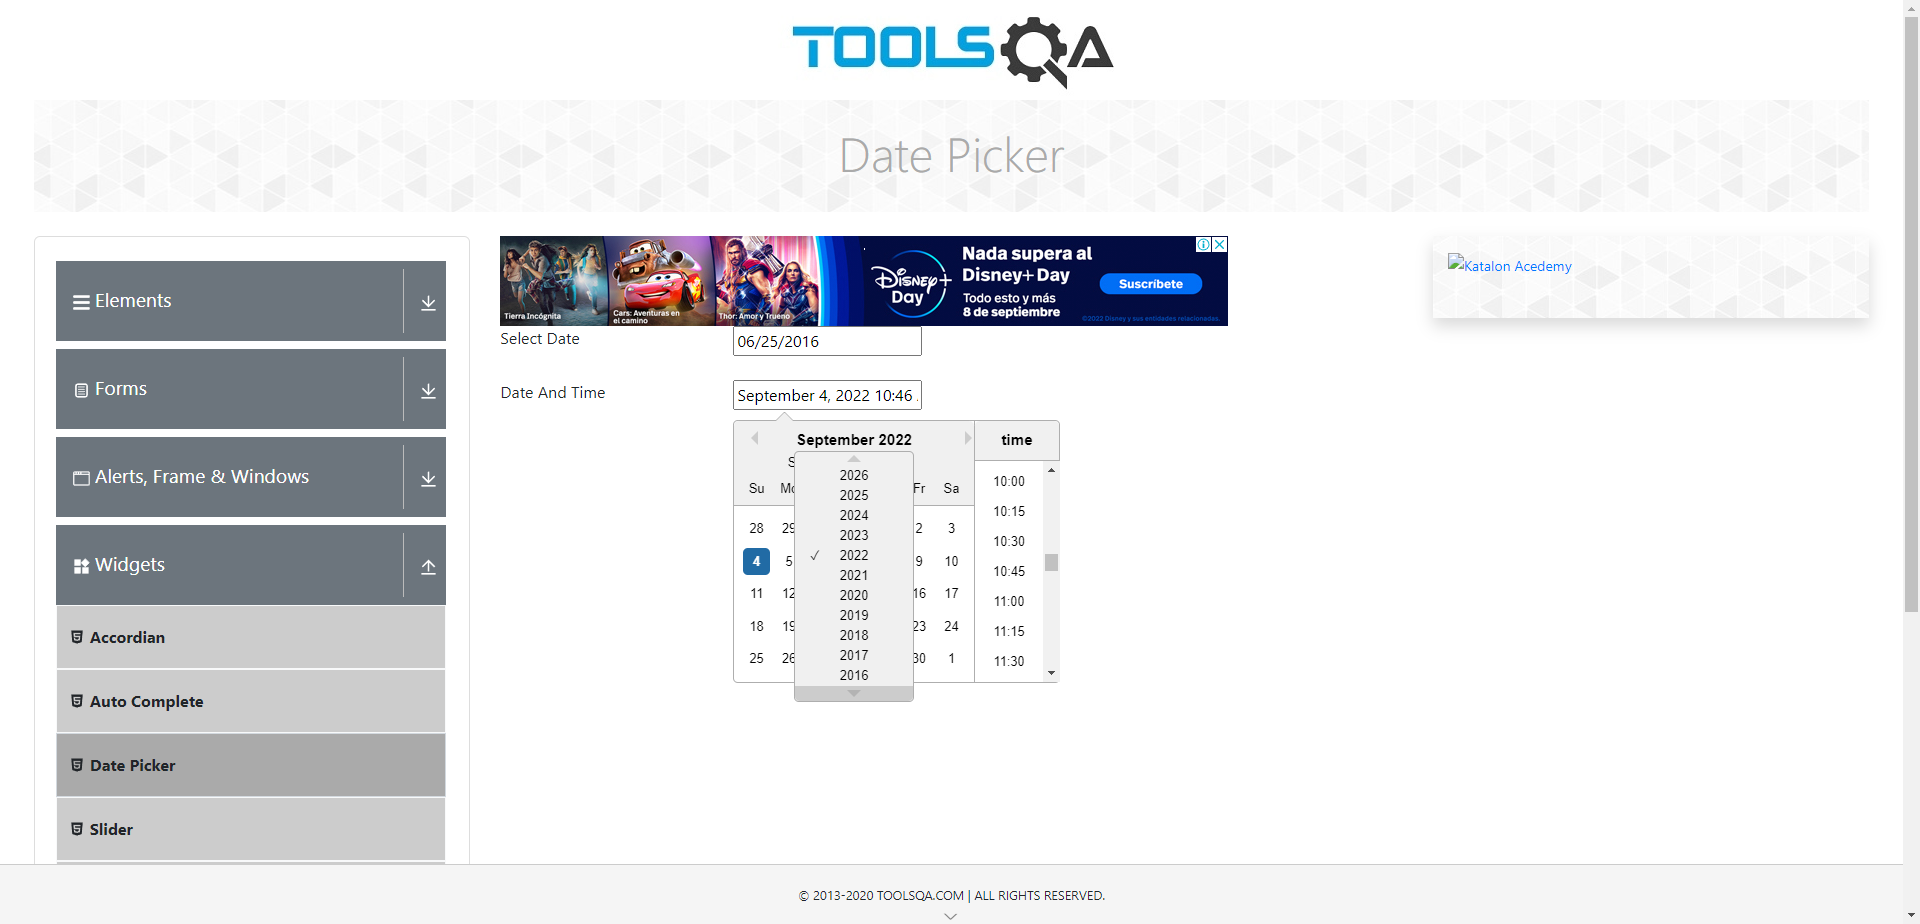 TOOLSQA
Date Picker
Elements
Forms
Alerts, Frame & Windows
Widgets
Accordian
Auto Complete
Date Picker
Slider
Tierra Incógnita
Cars: Aventuras en
el camino
Thor: Amor y Trueno
Disney+
Day
Nada supera al
Disney+ Day
Todo esto y más
8 de septiembre
Suscríbete
©2022 Disney y sus entidades relacionadas.
Katalon Acedemy
Select Date
06/25/2016
Date And Time
September 4, 2022 10:46
September 2022
S
Su Mo Fr Sa
28 29 2 3
4 5 9 10
11 12 16 17
18 19 23 24
25 26 30 1
2026
2025
2024
2023
✓ 2022
2021
2020
2019
2018
2017
2016
time
10:00
10:15
10:30
10:45
11:00
11:15
11:30
© 2013-2020 TOOLSQA.COM | ALL RIGHTS RESERVED.